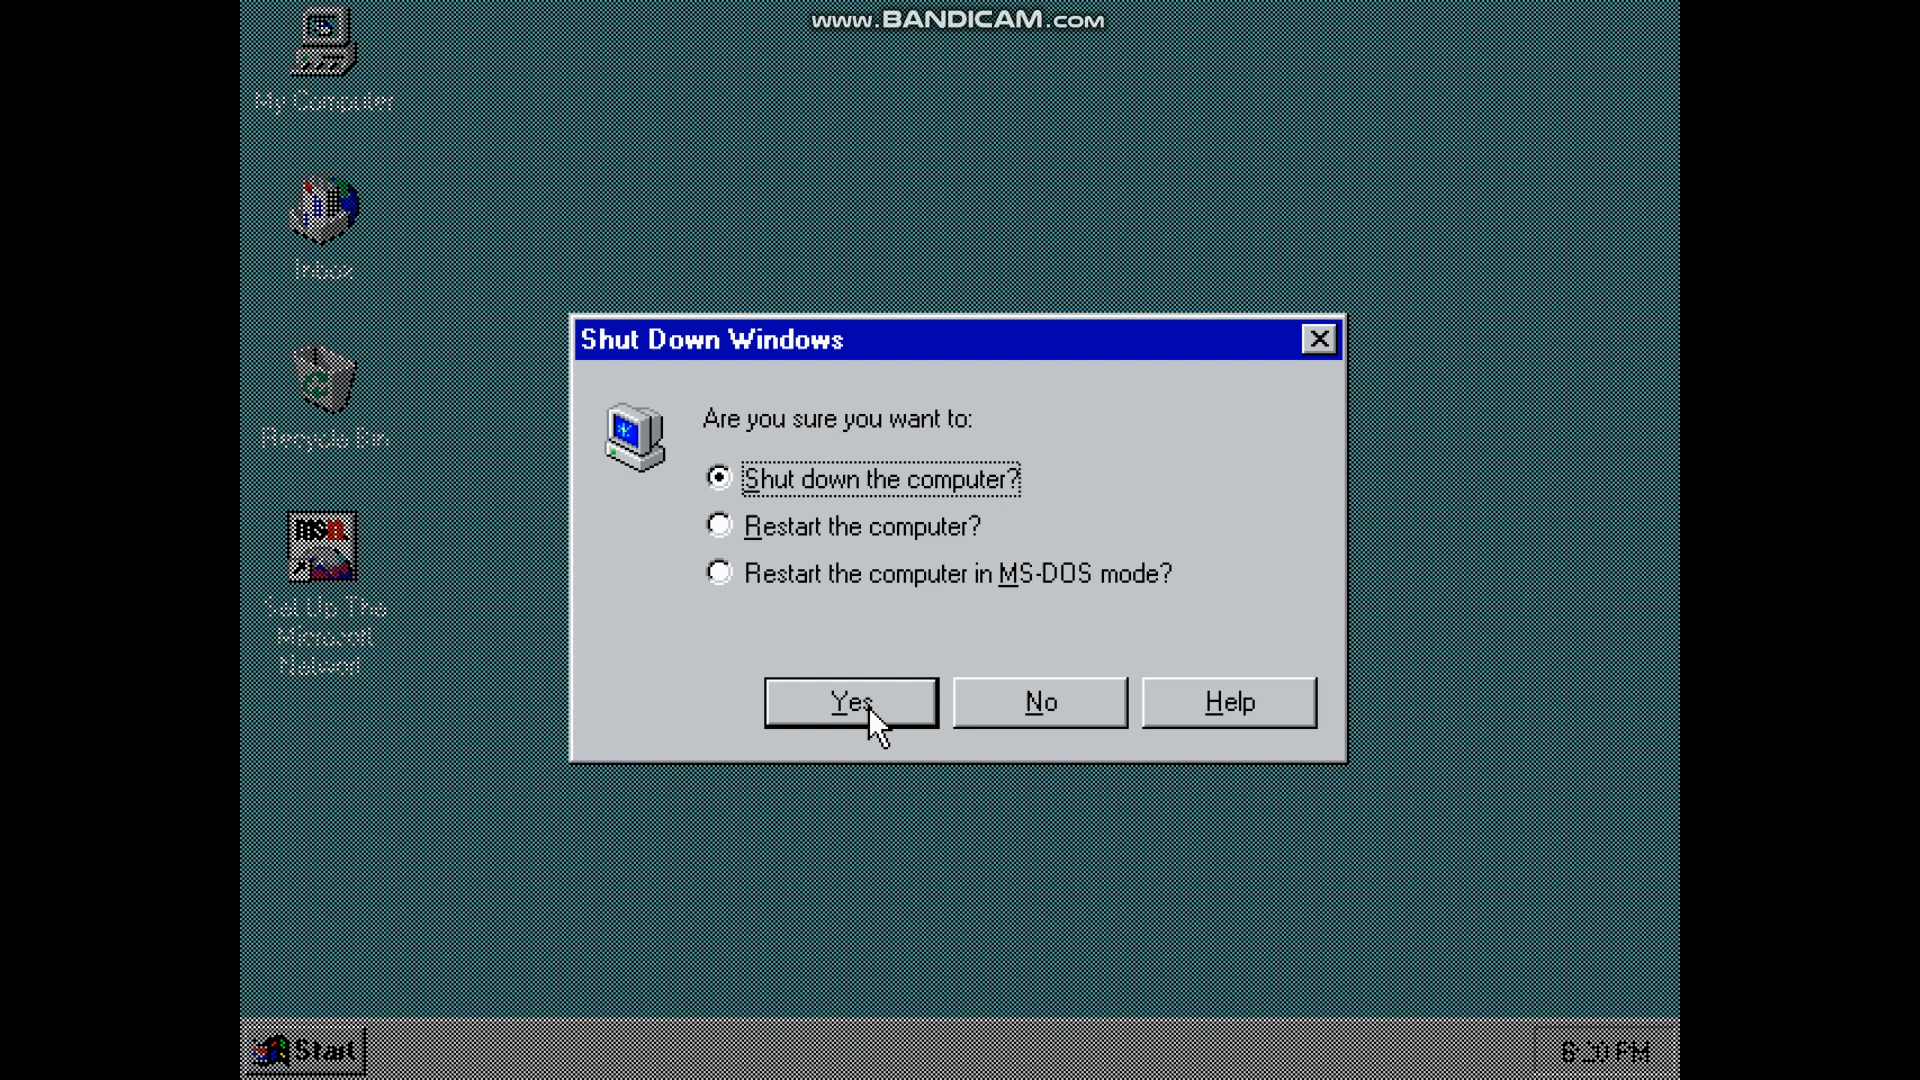 www.BANDICAM.com
My Computer
Inbox
Recycle Bin
msn
Set Up The
Microsoft
Network
Shut Down Windows
Are you sure you want to:
Shut down the computer?
Restart the computer?
Restart the computer in MS-DOS mode?
Yes
No
Help
Start